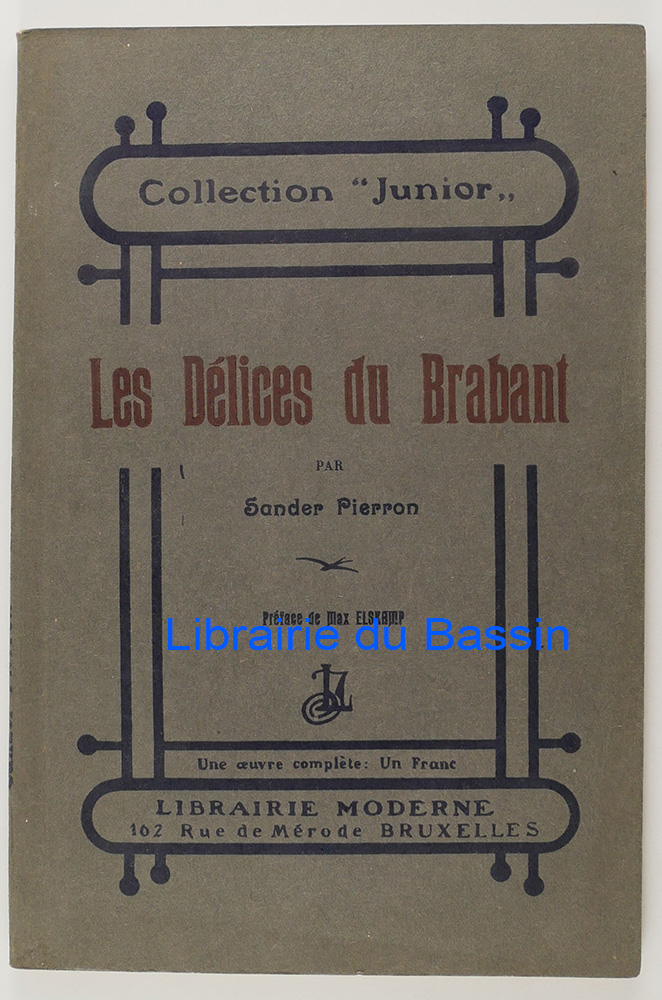 Collection “Junior„
Les Délices du Brabant
PAR
Sander Pierron
Préface de Max ELSKAMP
Librairie du Bassin
Une œuvre complète: Un Franc
LIBRAIRIE MODERNE
162 Rue de Mérode BRUXELLES